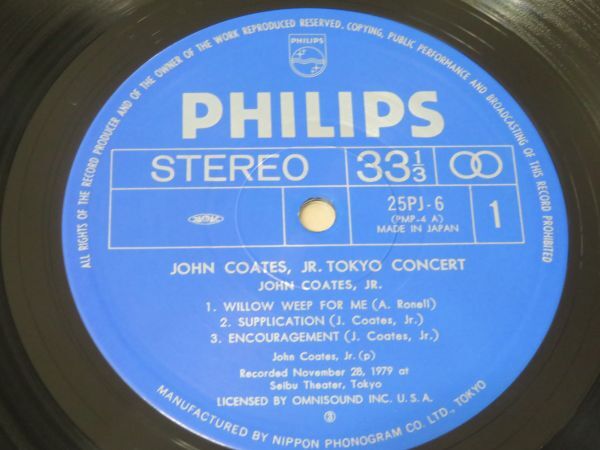 ALL RIGHTS OF THE RECORD PRODUCER AND OF THE OWNER OF THE WORK REPRODUCED RESERVED. COPYING, PUBLIC PERFORMANCE AND BROADCASTING OF THIS RECORD PROHIBITED
PHILIPS
PHILIPS
STEREO 33 1/3
25PJ-6
(PMP-4 A)
MADE IN JAPAN
1
JOHN COATES, JR. TOKYO CONCERT
JOHN COATES, JR.
1. WILLOW WEEP FOR ME (A. Ronell)
2. SUPPLICATION (J. Coates, Jr.)
3. ENCOURAGEMENT (J. Coates, Jr.)
John Coates, Jr. (p)
Recorded November 28, 1979 at
Seibu Theater, Tokyo
LICENSED BY OMNISOUND INC. U. S. A.
MANUFACTURED BY NIPPON PHONOGRAM CO. LTD., TOKYO